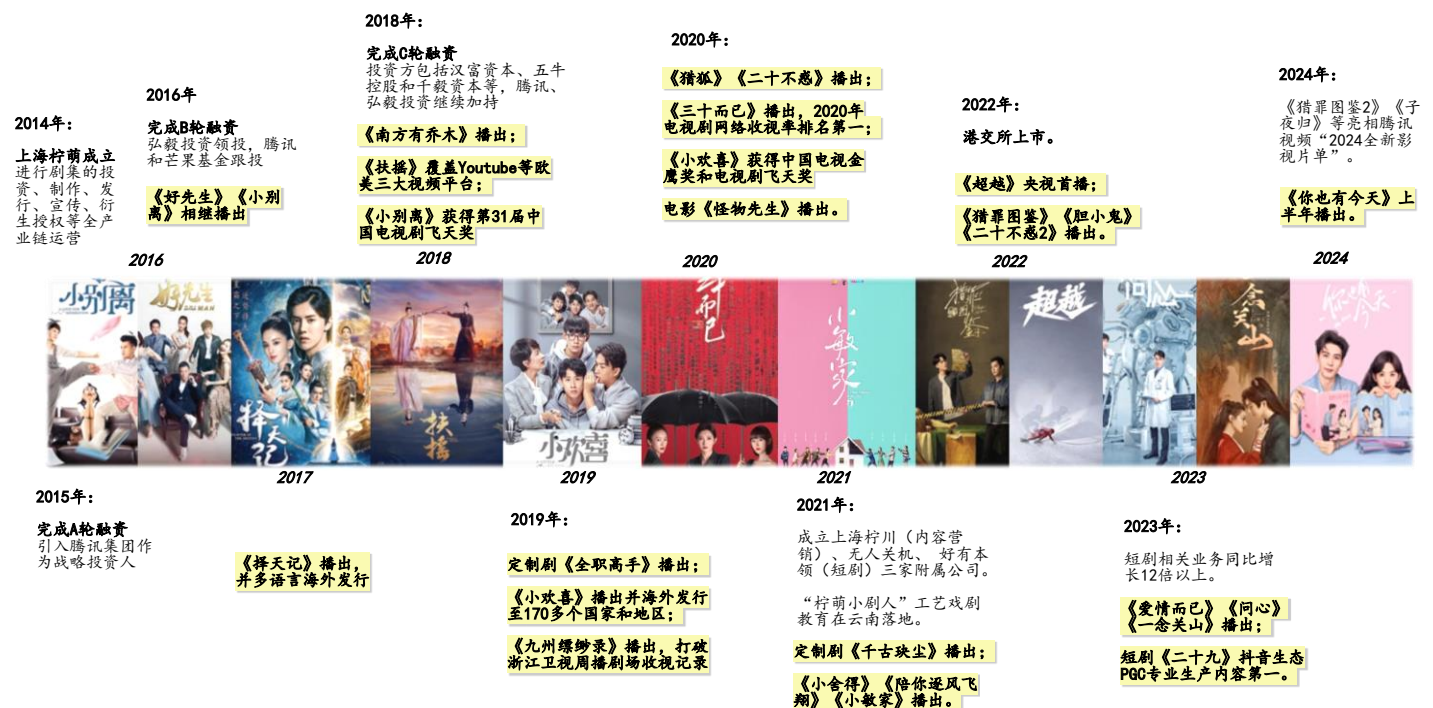 2014年：
上海柠萌成立
进行剧集的投
资、制作、发
行、宣传、衍
生授权等全产
业链运营
2016年
完成B轮融资
弘毅投资领投，腾讯
和芒果基金跟投
《好先生》《小别
离》相继播出
2018年：
完成C轮融资
投资方包括汉富资本、五牛
控股和千毅资本等，腾讯、
弘毅投资继续加持
《南方有乔木》播出；
《扶摇》覆盖Youtube等欧
美三大视频平台；
《小别离》获得第31届中
国电视剧飞天奖
2020年：
《猎狐》《二十不惑》播出；
《三十而已》播出，2020年
电视剧网络收视率排名第一；
《小欢喜》获得中国电视金
鹰奖和电视剧飞天奖
电影《怪物先生》播出。
2022年：
港交所上市。
《超越》央视首播；
《猎罪图鉴》《胆小鬼》
《二十不惑2》播出。
2024年：
《猎罪图鉴2》《子
夜归》等亮相腾讯
视频“2024全新影
视片单”。
《你也有今天》上
半年播出。
2016
2018
2020
2022
2024
小别离
好先生
择天记
扶摇
小欢喜
而已
小敏家
猎罪图鉴
超越
问心
念关山
你也有今天
2017
2019
2021
2023
2015年：
完成A轮融资
引入腾讯集团作
为战略投资人
《择天记》播出，
并多语言海外发行
2019年：
定制剧《全职高手》播出；
《小欢喜》播出并海外发行
至170多个国家和地区；
《九州缥缈录》播出，打破
浙江卫视周播剧场收视记录
2021年：
成立上海柠川（内容营
销）、无人关机、 好有本
领（短剧）三家附属公司。
“柠萌小剧人”工艺戏剧
教育在云南落地。
定制剧《千古玦尘》播出；
《小舍得》《陪你逐风飞
翔》《小敏家》播出。
2023年：
短剧相关业务同比增
长12倍以上。
《爱情而已》《问心》
《一念关山》播出；
短剧《二十九》抖音生态
PGC专业生产内容第一。